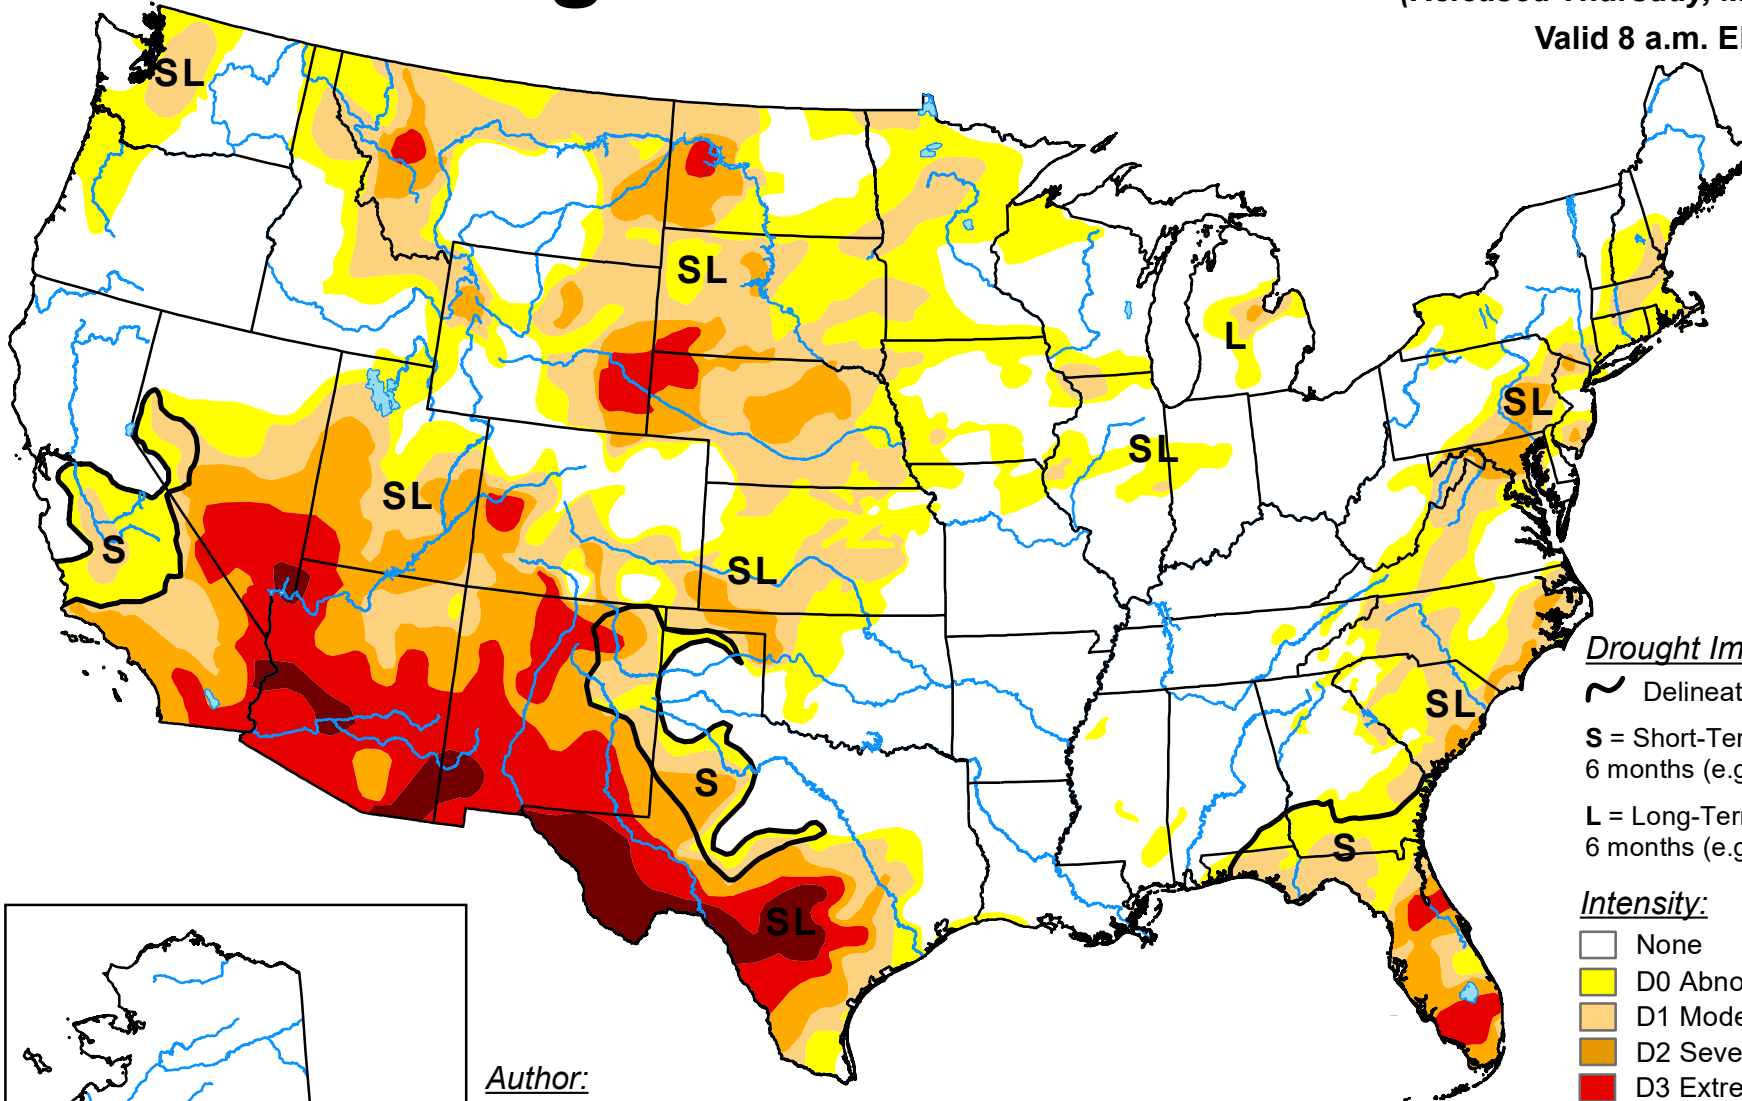 Valid 8 a.m. E
SL
SL
L
SL
SL
SL
S
SL
SL
S
S
SL
Drought Im
Delineat
S = Short-Ter
6 months (e.g
L = Long-Term
6 months (e.g
Intensity:
None
D0 Abno
D1 Mode
D2 Seve
D3 Extre
Author: